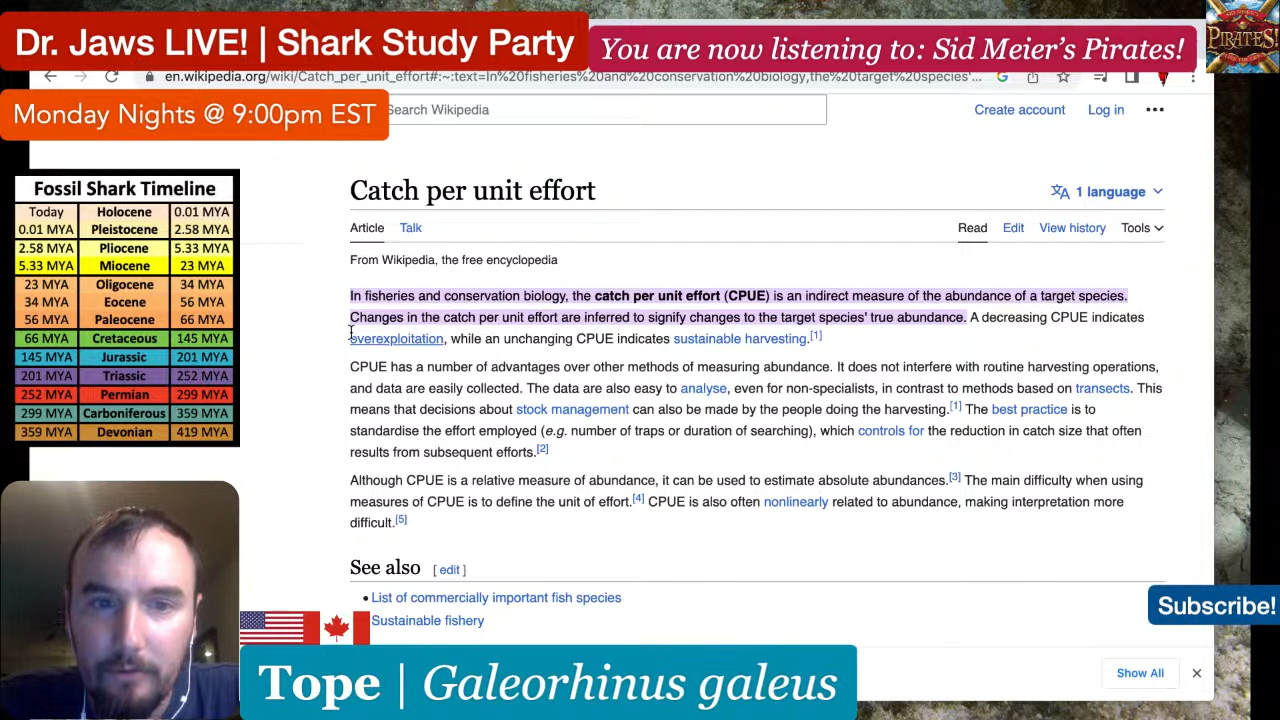 Dr. Jaws LIVE! | Shark Study Party
You are now listening to: Sid Meier's Pirates!
PIRATES!
en.wikipedia.org/wiki/Catch_per_unit_effort#:~:text=In%20fisheries%20and%20conservation%20biology,the%20target%20species'...
Monday Nights @ 9:00pm EST
Search Wikipedia
Create account
Log in
Fossil Shark Timeline
Today Holocene 0.01 MYA
0.01 MYA Pleistocene 2.58 MYA
2.58 MYA Pliocene 5.33 MYA
5.33 MYA Miocene 23 MYA
23 MYA Oligocene 34 MYA
34 MYA Eocene 56 MYA
56 MYA Paleocene 66 MYA
66 MYA Cretaceous 145 MYA
145 MYA Jurassic 201 MYA
201 MYA Triassic 252 MYA
252 MYA Permian 299 MYA
299 MYA Carboniferous 359 MYA
359 MYA Devonian 419 MYA
Catch per unit effort
1 language
Article Talk
Read Edit View history Tools
From Wikipedia, the free encyclopedia
In fisheries and conservation biology, the catch per unit effort (CPUE) is an indirect measure of the abundance of a target species.
Changes in the catch per unit effort are inferred to signify changes to the target species' true abundance. A decreasing CPUE indicates
overexploitation, while an unchanging CPUE indicates sustainable harvesting.[1]
CPUE has a number of advantages over other methods of measuring abundance. It does not interfere with routine harvesting operations,
and data are easily collected. The data are also easy to analyse, even for non-specialists, in contrast to methods based on transects. This
means that decisions about stock management can also be made by the people doing the harvesting.[1] The best practice is to
standardise the effort employed (e.g. number of traps or duration of searching), which controls for the reduction in catch size that often
results from subsequent efforts.[2]
Although CPUE is a relative measure of abundance, it can be used to estimate absolute abundances.[3] The main difficulty when using
measures of CPUE is to define the unit of effort.[4] CPUE is also often nonlinearly related to abundance, making interpretation more
difficult.[5]
See also [ edit ]
List of commercially important fish species
Sustainable fishery
Subscribe!
Show All
Tope | Galeorhinus galeus